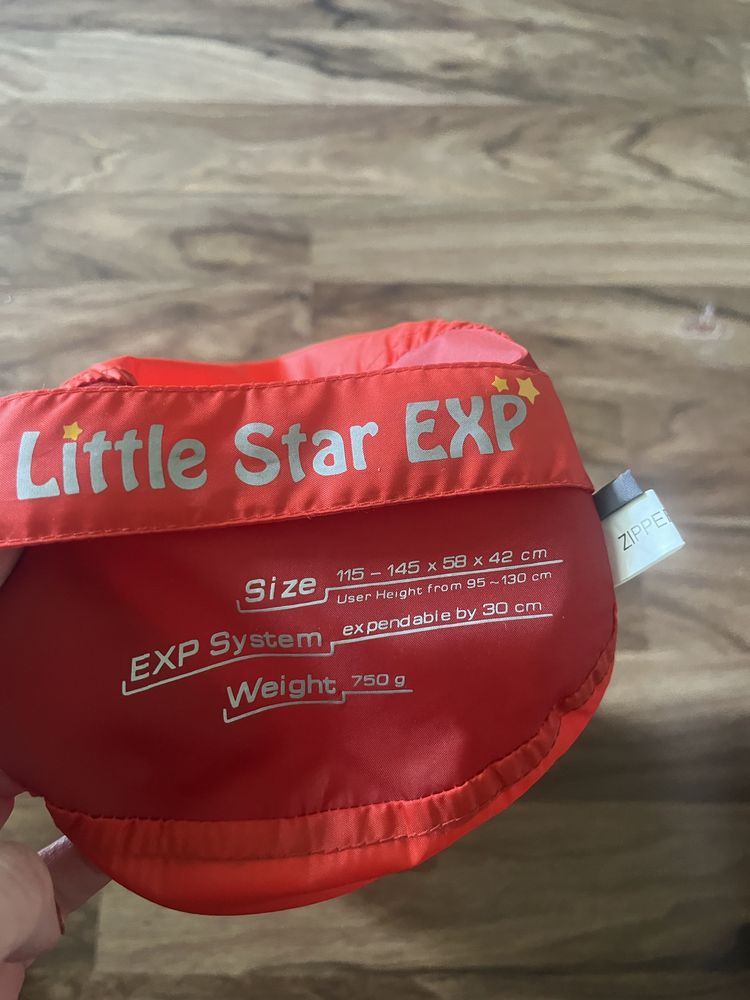 Little Star EXP
ZIPPE
Size 115 – 145 x 58 x 42 cm
User Height from 95 ~130 cm
EXP System expendable by 30 cm
Weight 750 g